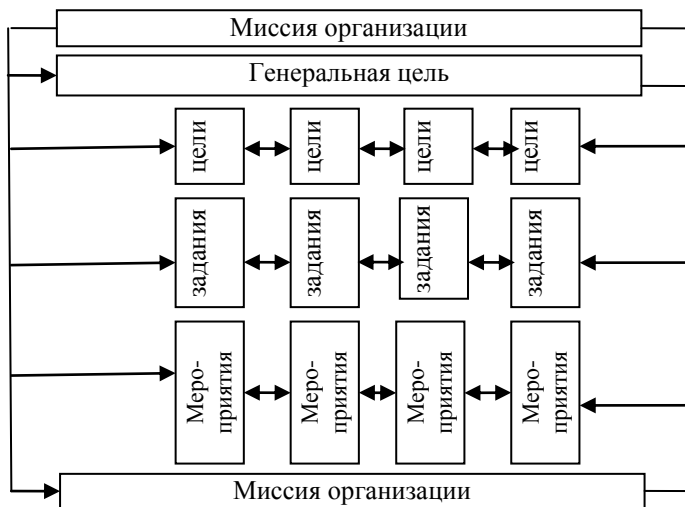 Миссия организации
Генеральная цель
цели
цели
цели
цели
задания
задания
задания
задания
Меро-
приятия
Меро-
приятия
Меро-
приятия
Меро-
приятия
Миссия организации